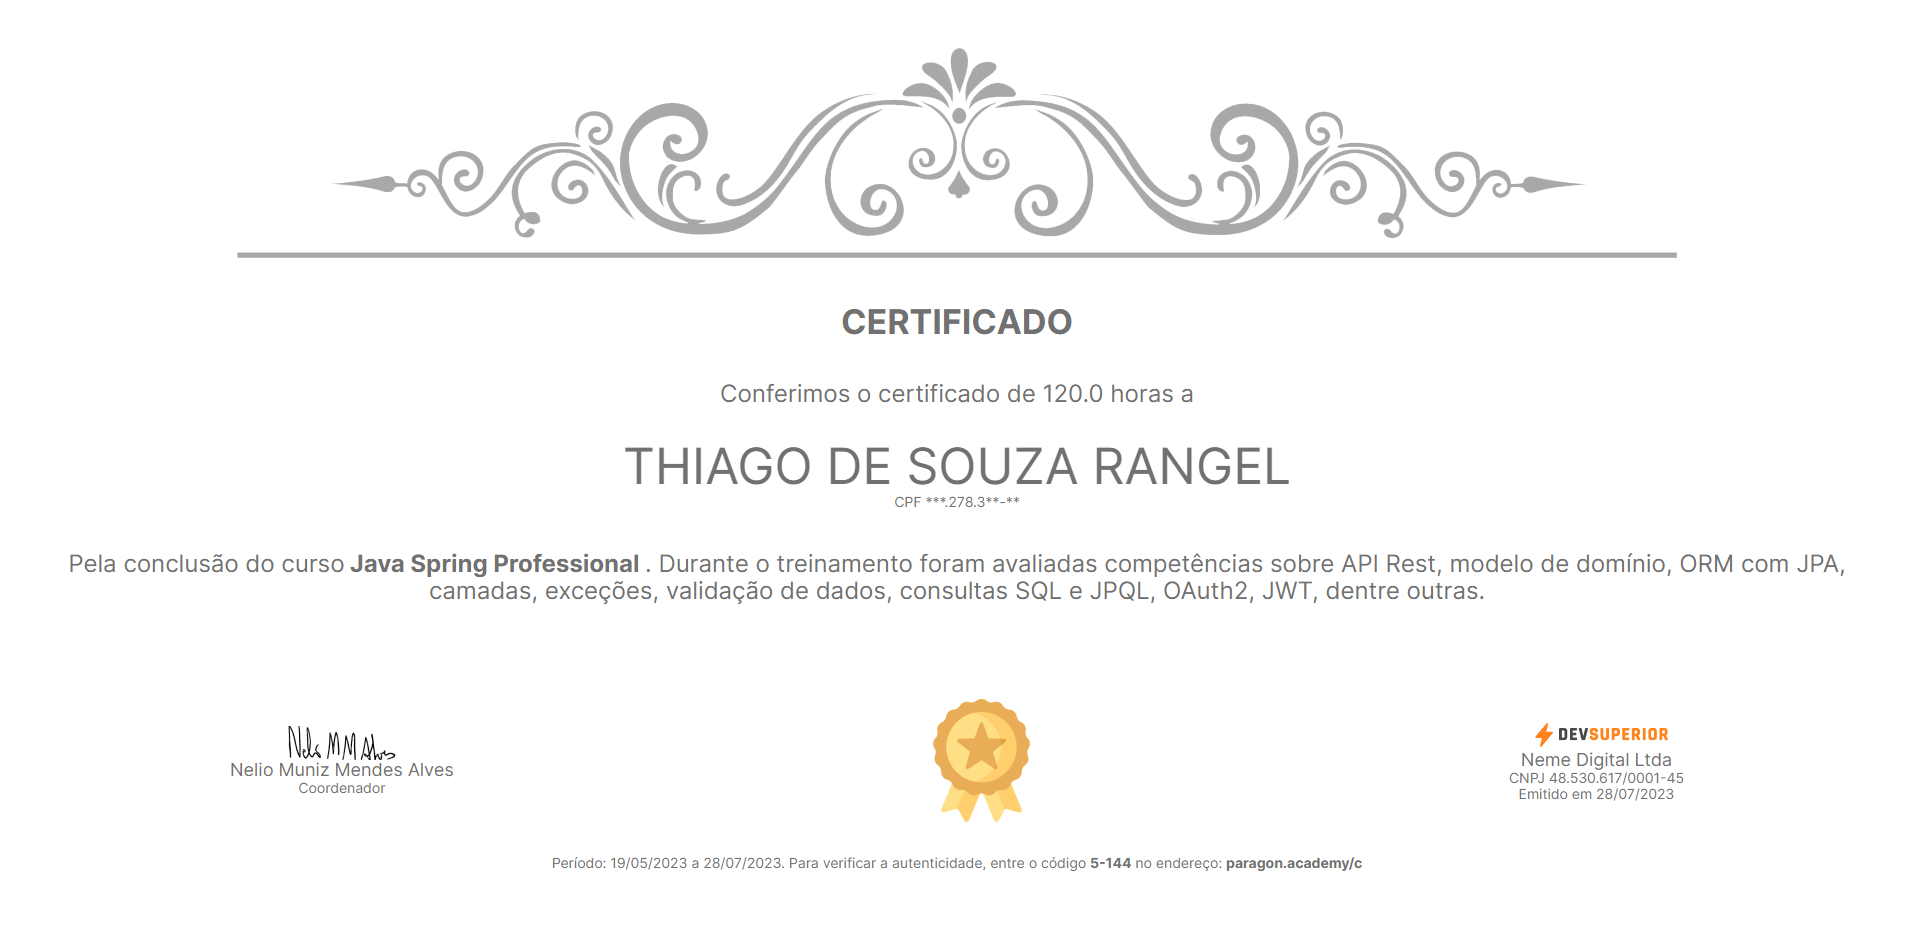 CERTIFICADO
Conferimos o certificado de 120.0 horas a
THIAGO DE SOUZA RANGEL
CPF ***.278.3**-**
Pela conclusão do curso Java Spring Professional . Durante o treinamento foram avaliadas competências sobre API Rest, modelo de domínio, ORM com JPA,
camadas, exceções, validação de dados, consultas SQL e JPQL, OAuth2, JWT, dentre outras.
Nelio M M Alves
Nelio Muniz Mendes Alves
Coordenador
DEVSUPERIOR
Neme Digital Ltda
CNPJ 48.530.617/0001-45
Emitido em 28/07/2023
Período: 19/05/2023 a 28/07/2023. Para verificar a autenticidade, entre o código 5-144 no endereço: paragon.academy/c